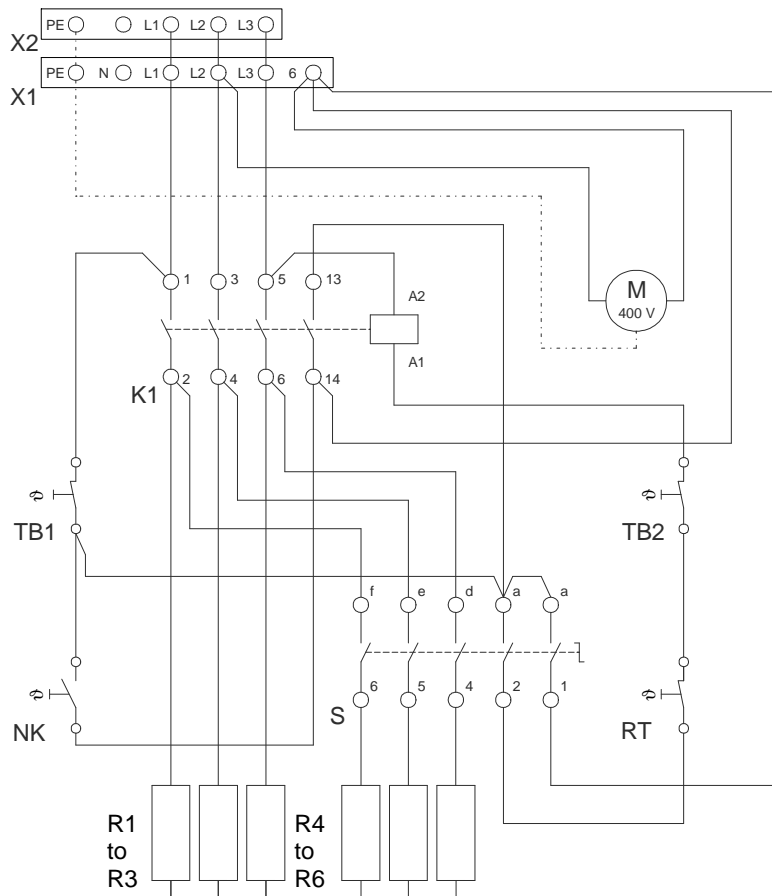 PE L1 L2 L3
X2
PE N L1 L2 L3 6
X1
1 3 5 13
A2
M
400 V
A1
K1 2 4 6 14
ϑ ϑ
TB1 TB2
f e d a a
ϑ ϑ
6 5 4 2 1
NK S RT
R1 R4
to to
R3 R6